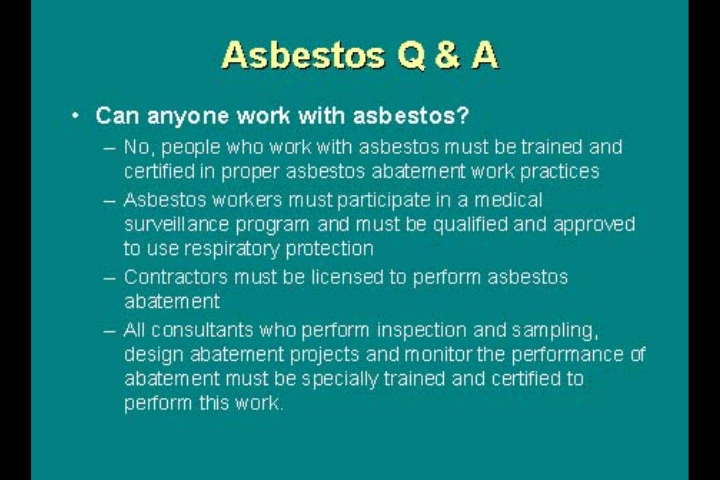 Asbestos Q & A
• Can anyone work with asbestos?
– No, people who work with asbestos must be trained and
certified in proper asbestos abatement work practices
– Asbestos workers must participate in a medical
surveillance program and must be qualified and approved
to use respiratory protection
– Contractors must be licensed to perform asbestos
abatement
– All consultants who perform inspection and sampling,
design abatement projects and monitor the performance of
abatement must be specially trained and certified to
perform this work.